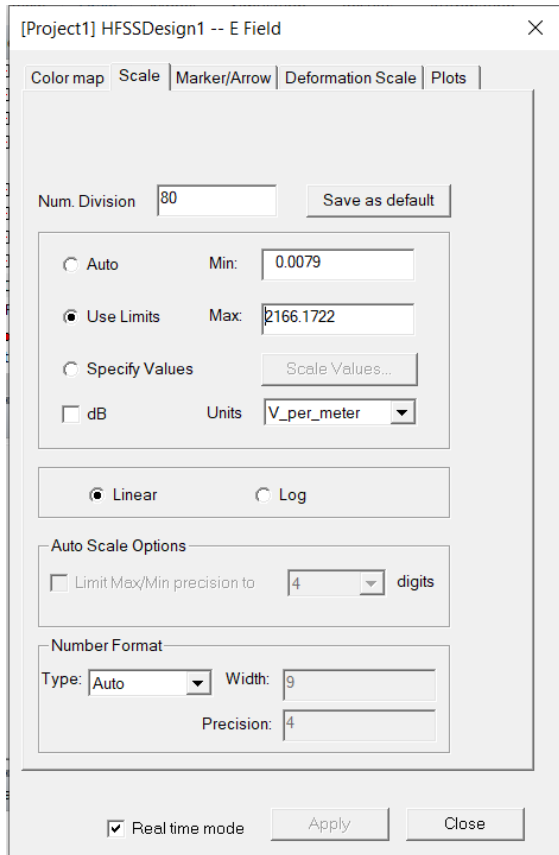 [Project1] HFSSDesign1 -- E Field
Color map Scale Marker/Arrow Deformation Scale Plots
Num. Division 80 Save as default
Auto Min: 0.0079
Use Limits Max: 2166.1722
Specify Values Scale Values...
dB Units V_per_meter
Linear Log
Auto Scale Options
Limit Max/Min precision to 4 digits
Number Format
Type: Auto Width: 9
Precision: 4
Real time mode Apply Close